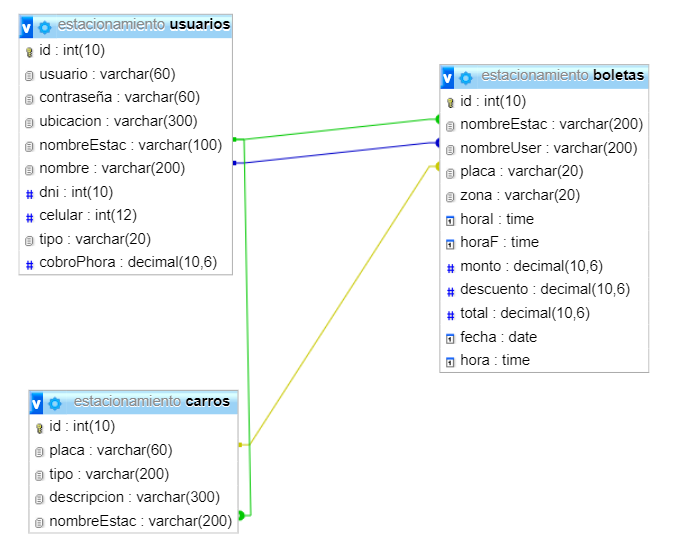 v estacionamiento usuarios
id : int(10)
usuario : varchar(60)
contraseña : varchar(60)
ubicacion : varchar(300)
nombreEstac : varchar(100)
nombre : varchar(200)
# dni : int(10)
# celular : int(12)
tipo : varchar(20)
# cobroPhora : decimal(10,6)
v estacionamiento boletas
id : int(10)
nombreEstac : varchar(200)
nombreUser : varchar(200)
placa : varchar(20)
zona : varchar(20)
horaI : time
horaF : time
# monto : decimal(10,6)
# descuento : decimal(10,6)
# total : decimal(10,6)
fecha : date
hora : time
v estacionamiento carros
id : int(10)
placa : varchar(60)
tipo : varchar(200)
descripcion : varchar(300)
nombreEstac : varchar(200)